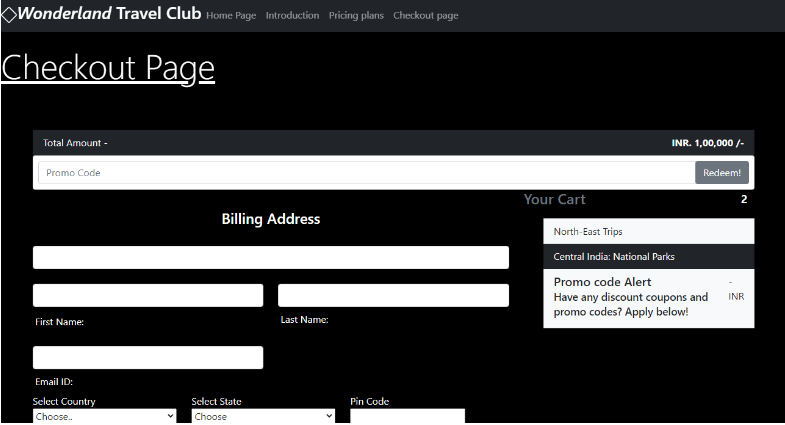 ◇Wonderland Travel Club Home Page Introduction Pricing plans Checkout page
Checkout Page
Total Amount - INR. 1,00,000 /-
Promo Code Redeem!
Your Cart 2
Billing Address
North-East Trips
Central India: National Parks
Promo code Alert -
Have any discount coupons and INR
promo codes? Apply below!
First Name: Last Name:
Email ID:
Select Country Select State Pin Code
Choose.. Choose